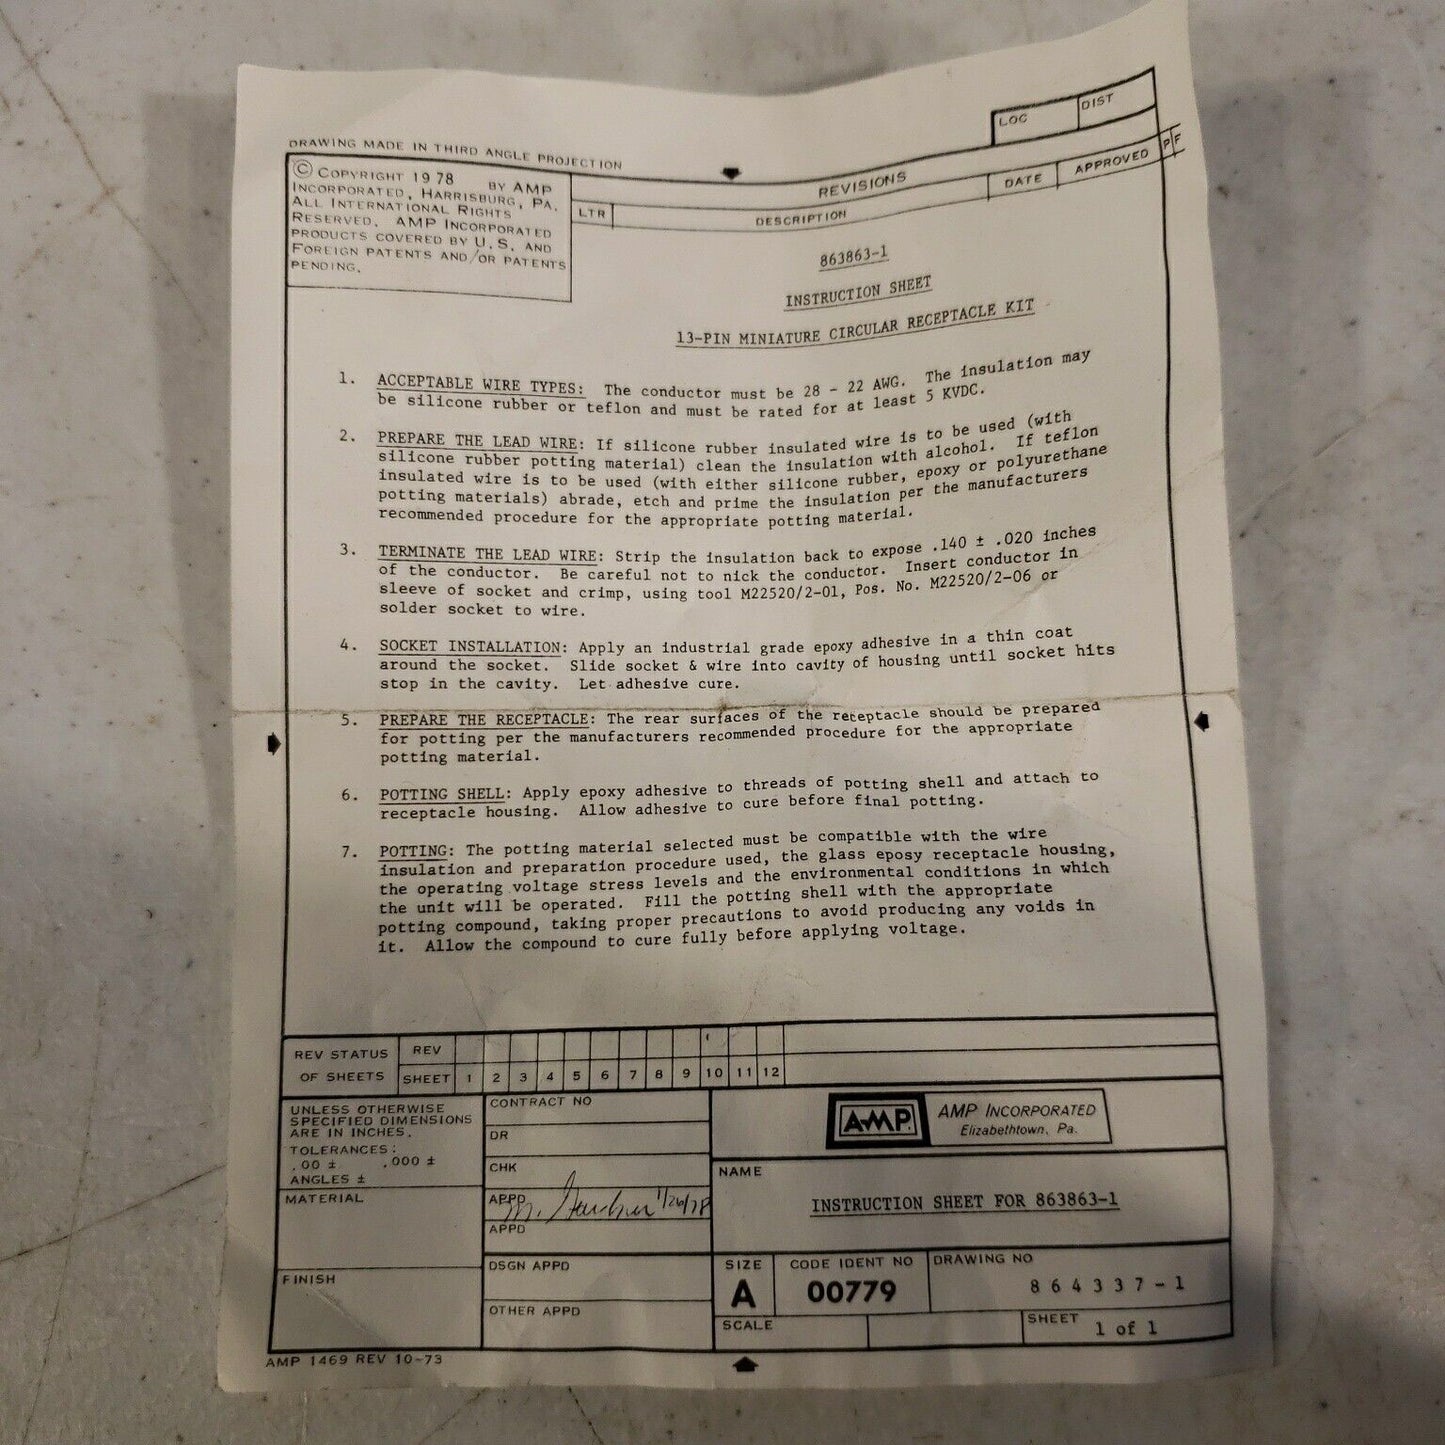 LOC DIST
DRAWING MADE IN THIRD ANGLE PROJECTION
© COPYRIGHT 1978 BY AMP
INCORPORATED, HARRISBURG, PA.
ALL INTERNATIONAL RIGHTS
RESERVED. AMP INCORPORATED
PRODUCTS COVERED BY U.S. AND
FOREIGN PATENTS AND/OR PATENTS
PENDING.
REVISIONS
LTR DESCRIPTION DATE APPROVED P/F
863863-1
INSTRUCTION SHEET
13-PIN MINIATURE CIRCULAR RECEPTACLE KIT
1. ACCEPTABLE WIRE TYPES: The conductor must be 28 - 22 AWG. The insulation may
be silicone rubber or teflon and must be rated for at least 5 KVDC.
2. PREPARE THE LEAD WIRE: If silicone rubber insulated wire is to be used (with
silicone rubber potting material) clean the insulation with alcohol. If teflon
insulated wire is to be used (with either silicone rubber, epoxy or polyurethane
potting materials) abrade, etch and prime the insulation per the manufacturers
recommended procedure for the appropriate potting material.
3. TERMINATE THE LEAD WIRE: Strip the insulation back to expose .140 ± .020 inches
of the conductor. Be careful not to nick the conductor. Insert conductor in
sleeve of socket and crimp, using tool M22520/2-01, Pos. No. M22520/2-06 or
solder socket to wire.
4. SOCKET INSTALLATION: Apply an industrial grade epoxy adhesive in a thin coat
around the socket. Slide socket & wire into cavity of housing until socket hits
stop in the cavity. Let adhesive cure.
5. PREPARE THE RECEPTACLE: The rear surfaces of the receptacle should be prepared
for potting per the manufacturers recommended procedure for the appropriate
potting material.
6. POTTING SHELL: Apply epoxy adhesive to threads of potting shell and attach to
receptacle housing. Allow adhesive to cure before final potting.
7. POTTING: The potting material selected must be compatible with the wire
insulation and preparation procedure used, the glass eposy receptacle housing,
the operating voltage stress levels and the environmental conditions in which
the unit will be operated. Fill the potting shell with the appropriate
potting compound, taking proper precautions to avoid producing any voids in
it. Allow the compound to cure fully before applying voltage.
REV STATUS OF SHEETS
REV
SHEET 1 2 3 4 5 6 7 8 9 10 11 12
UNLESS OTHERWISE
SPECIFIED DIMENSIONS
ARE IN INCHES.
TOLERANCES:
.00 ± .000 ±
ANGLES ±
MATERIAL
FINISH
CONTRACT NO
DR
CHK
APPD M. 1/26/78
APPD
DSGN APPD
OTHER APPD
AMP AMP INCORPORATED
Elizabethtown, Pa.
NAME
INSTRUCTION SHEET FOR 863863-1
SIZE A
CODE IDENT NO 00779
DRAWING NO 864337-1
SCALE
SHEET 1 of 1
AMP 1469 REV 10-73